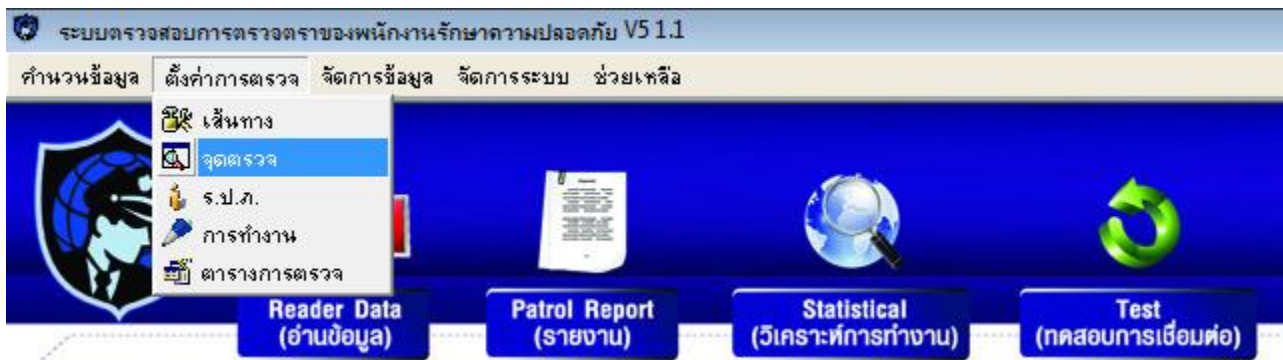 ระบบตรวจสอบการตรวจตราของพนักงานรักษาความปลอดภัย V5 1.1
คำนวนข้อมูล ตั้งค่าการตรวจ จัดการข้อมูล จัดการระบบ ช่วยเหลือ
เส้นทาง
จุดตรวจ
ร.ป.ภ.
การทำงาน
ตารางการตรวจ
Reader Data
(อ่านข้อมูล)
Patrol Report
(รายงาน)
Statistical
(วิเคราะห์การทำงาน)
Test
(ทดสอบการเชื่อมต่อ)